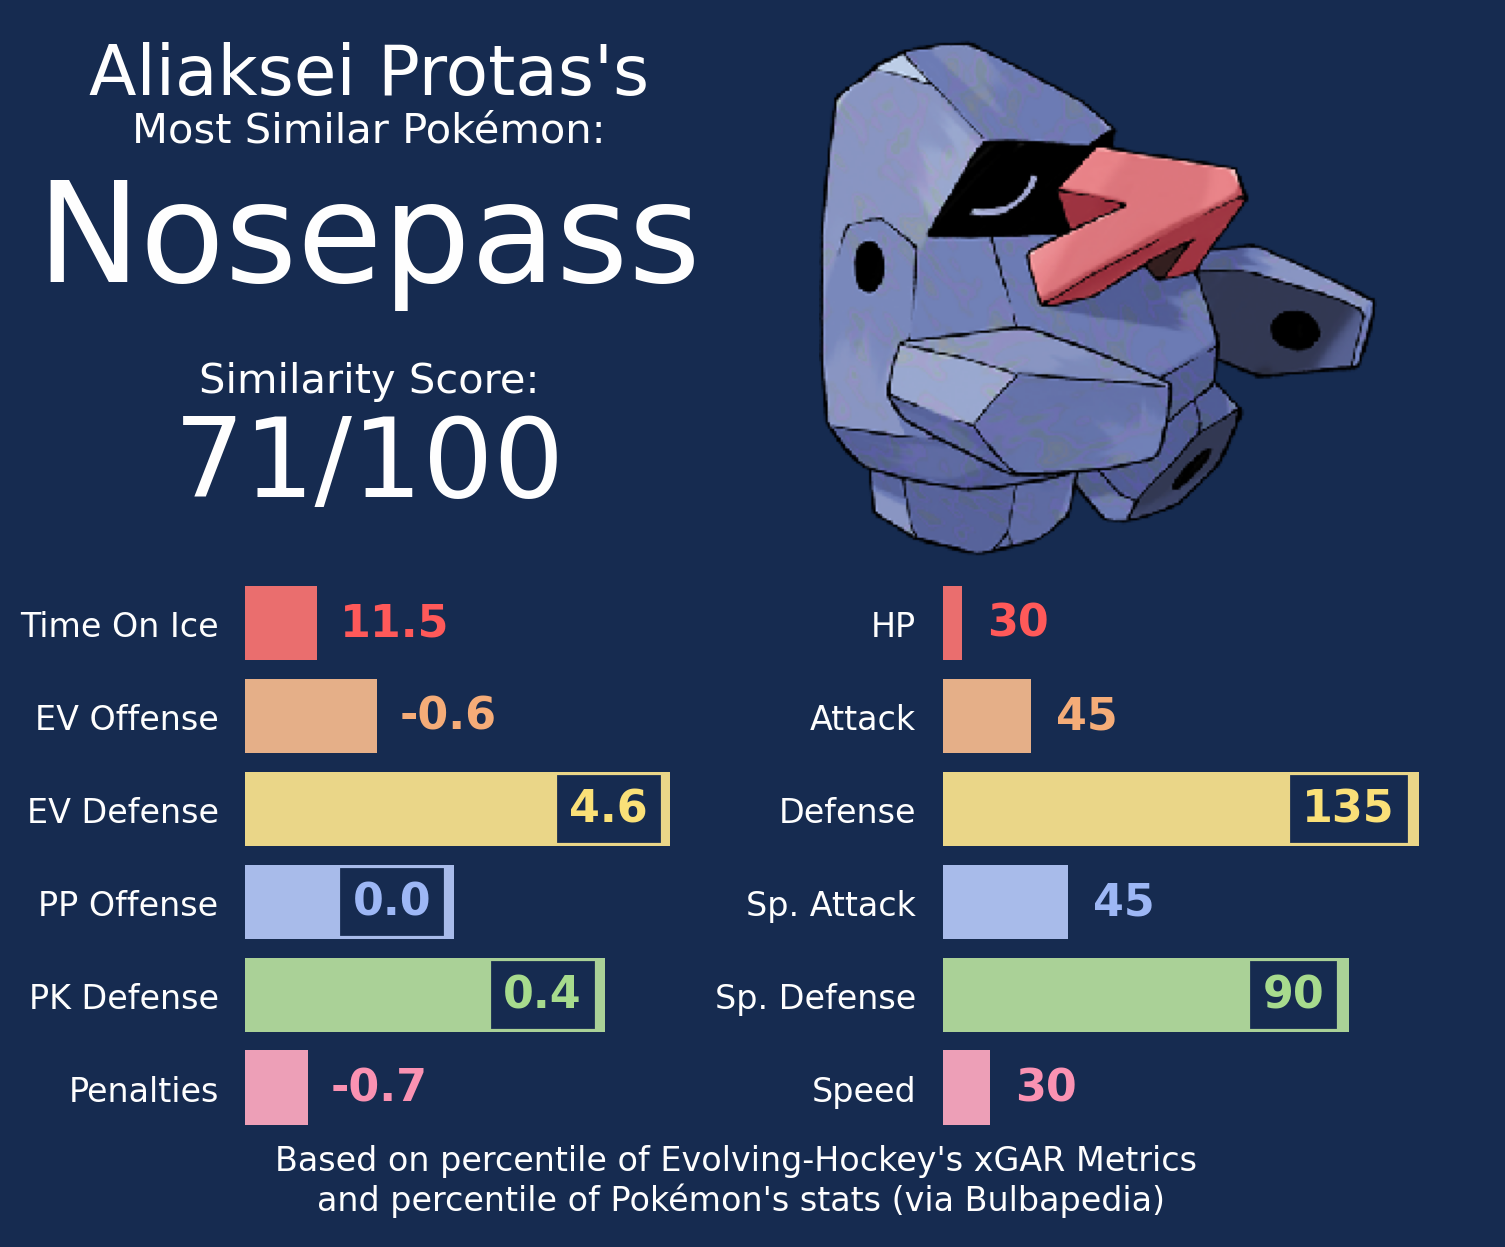 Aliaksei Protas's
Most Similar Pokémon:
Nosepass
Similarity Score:
71/100
Time On Ice 11.5
EV Offense -0.6
EV Defense 4.6
PP Offense 0.0
PK Defense 0.4
Penalties -0.7
HP 30
Attack 45
Defense 135
Sp. Attack 45
Sp. Defense 90
Speed 30
Based on percentile of Evolving-Hockey's xGAR Metrics
and percentile of Pokémon's stats (via Bulbapedia)